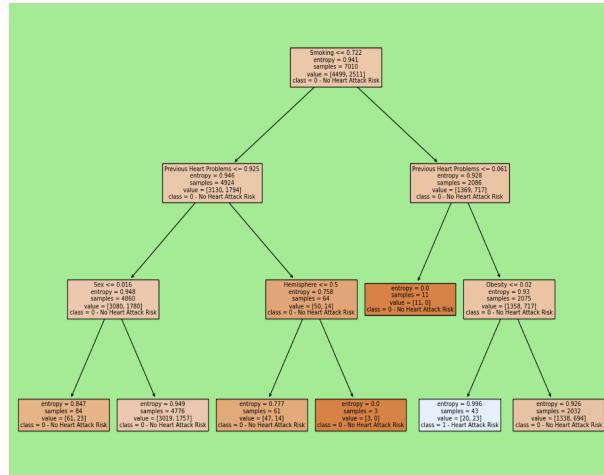 Smoking <= 0.722
entropy = 0.941
samples = 7010
value = [4499, 2511]
class = 0 - No Heart Attack Risk
Previous Heart Problems <= 0.925
entropy = 0.946
samples = 4924
value = [3130, 1794]
class = 0 - No Heart Attack Risk
Previous Heart Problems <= 0.061
entropy = 0.928
samples = 2086
value = [1369, 717]
class = 0 - No Heart Attack Risk
Sex <= 0.016
entropy = 0.948
samples = 4860
value = [3080, 1780]
class = 0 - No Heart Attack Risk
Hemisphere <= 0.5
entropy = 0.758
samples = 64
value = [50, 14]
class = 0 - No Heart Attack Risk
entropy = 0.0
samples = 11
value = [11, 0]
class = 0 - No Heart Attack Risk
Obesity <= 0.02
entropy = 0.93
samples = 2075
value = [1358, 717]
class = 0 - No Heart Attack Risk
entropy = 0.847
samples = 84
value = [61, 23]
class = 0 - No Heart Attack Risk
entropy = 0.949
samples = 4776
value = [3019, 1757]
class = 0 - No Heart Attack Risk
entropy = 0.777
samples = 61
value = [47, 14]
class = 0 - No Heart Attack Risk
entropy = 0.0
samples = 3
value = [3, 0]
class = 0 - No Heart Attack Risk
entropy = 0.996
samples = 43
value = [20, 23]
class = 1 - Heart Attack Risk
entropy = 0.926
samples = 2032
value = [1338, 694]
class = 0 - No Heart Attack Risk